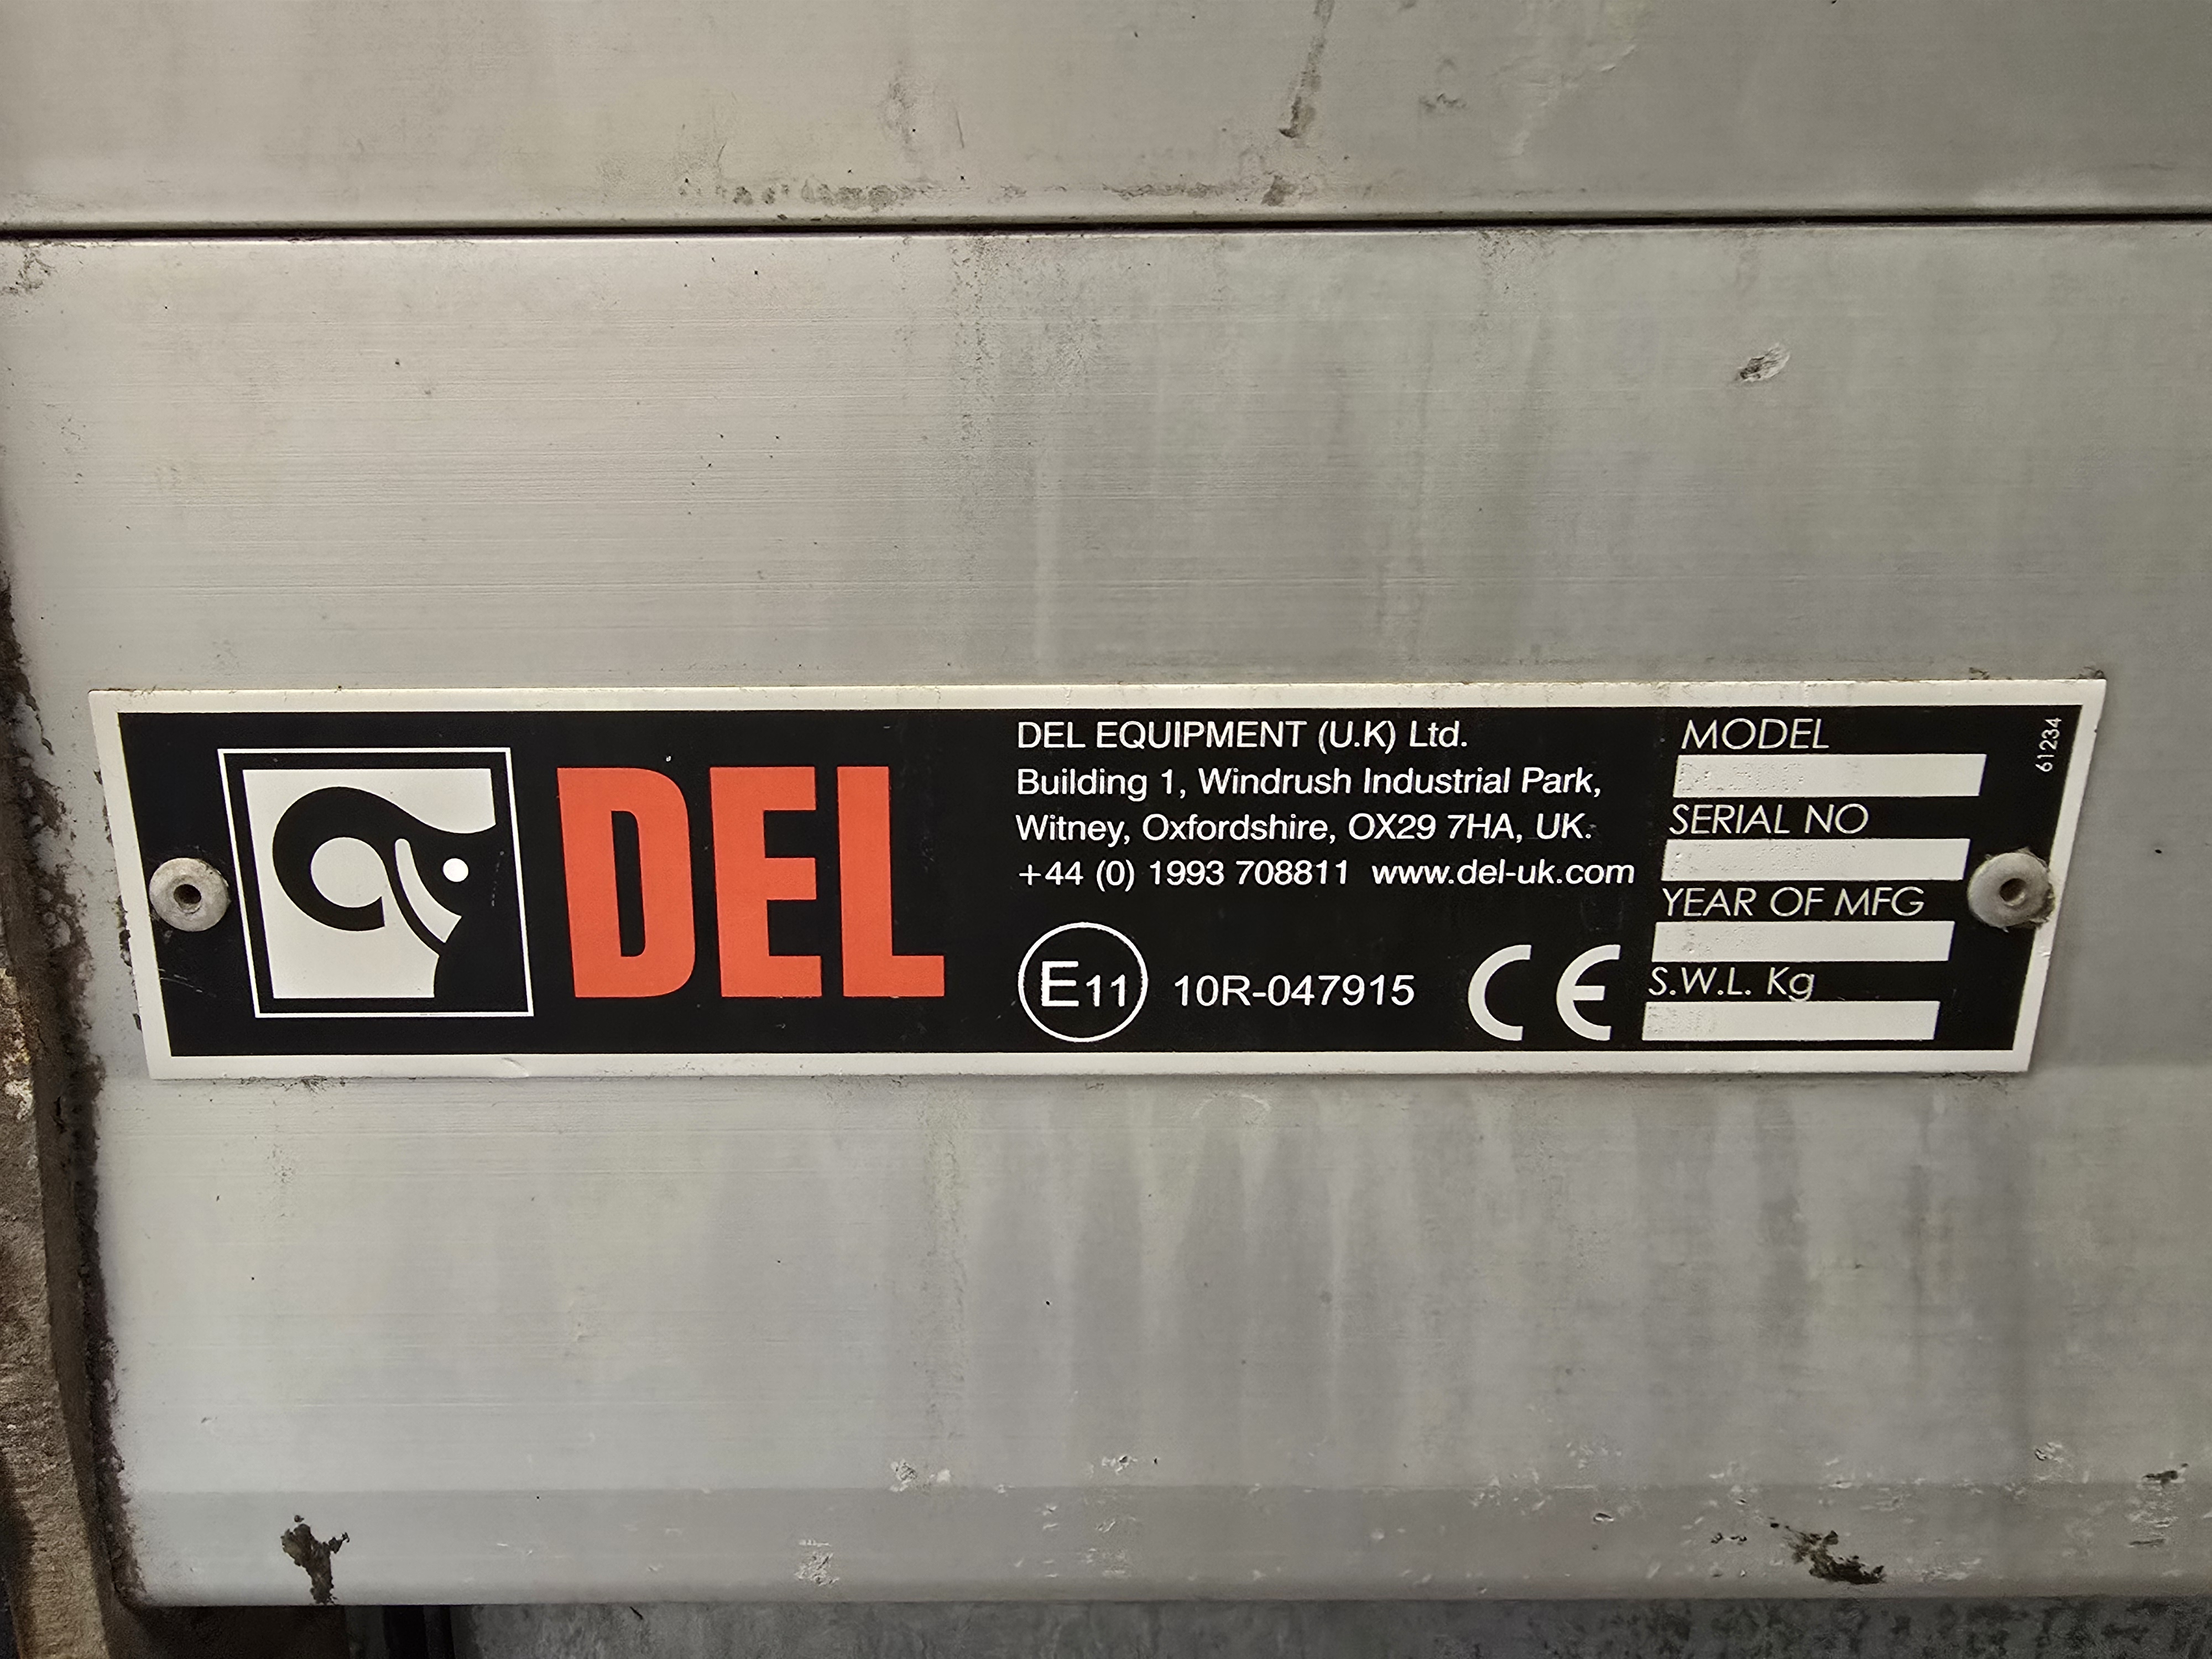 DEL
DEL EQUIPMENT (U.K) Ltd.
Building 1, Windrush Industrial Park,
Witney, Oxfordshire, OX29 7HA, UK.
+44 (0) 1993 708811 www.del-uk.com
E11 10R-047915 CE
MODEL
SERIAL NO
YEAR OF MFG
S.W.L. Kg
61234